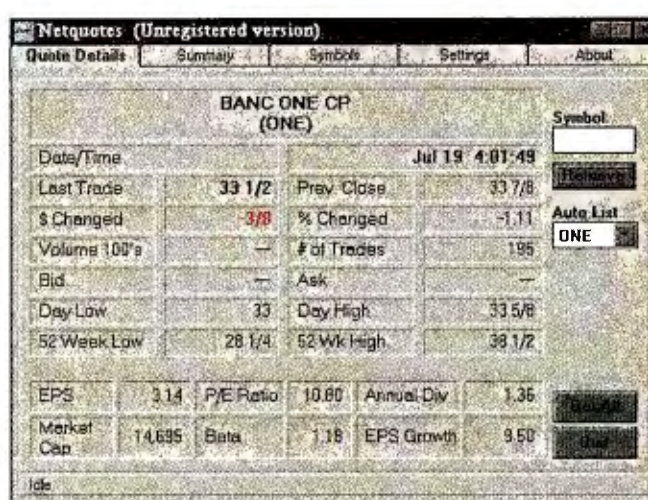 Netquotes (Unregistered version)
Quote Details Summary Symbols Settings About
BANC ONE CP
(ONE)
Symbol:
Date/Time Jul 19 4:01:49
Remove
Last Trade 33 1/2 Prev Close 33 7/8
$ Changed -3/8 % Changed -1.11
Auto List
Volume 100's — # of Trades 195
ONE
Bid — Ask —
Day Low 33 Day High 33 5/8
52 Week Low 28 1/4 52 Wk High 38 1/2
EPS 3.14 P/E Ratio 10.80 Annual Div 1.36
Market Cap 14,695 Beta 1.18 EPS Growth 9.50
Idle